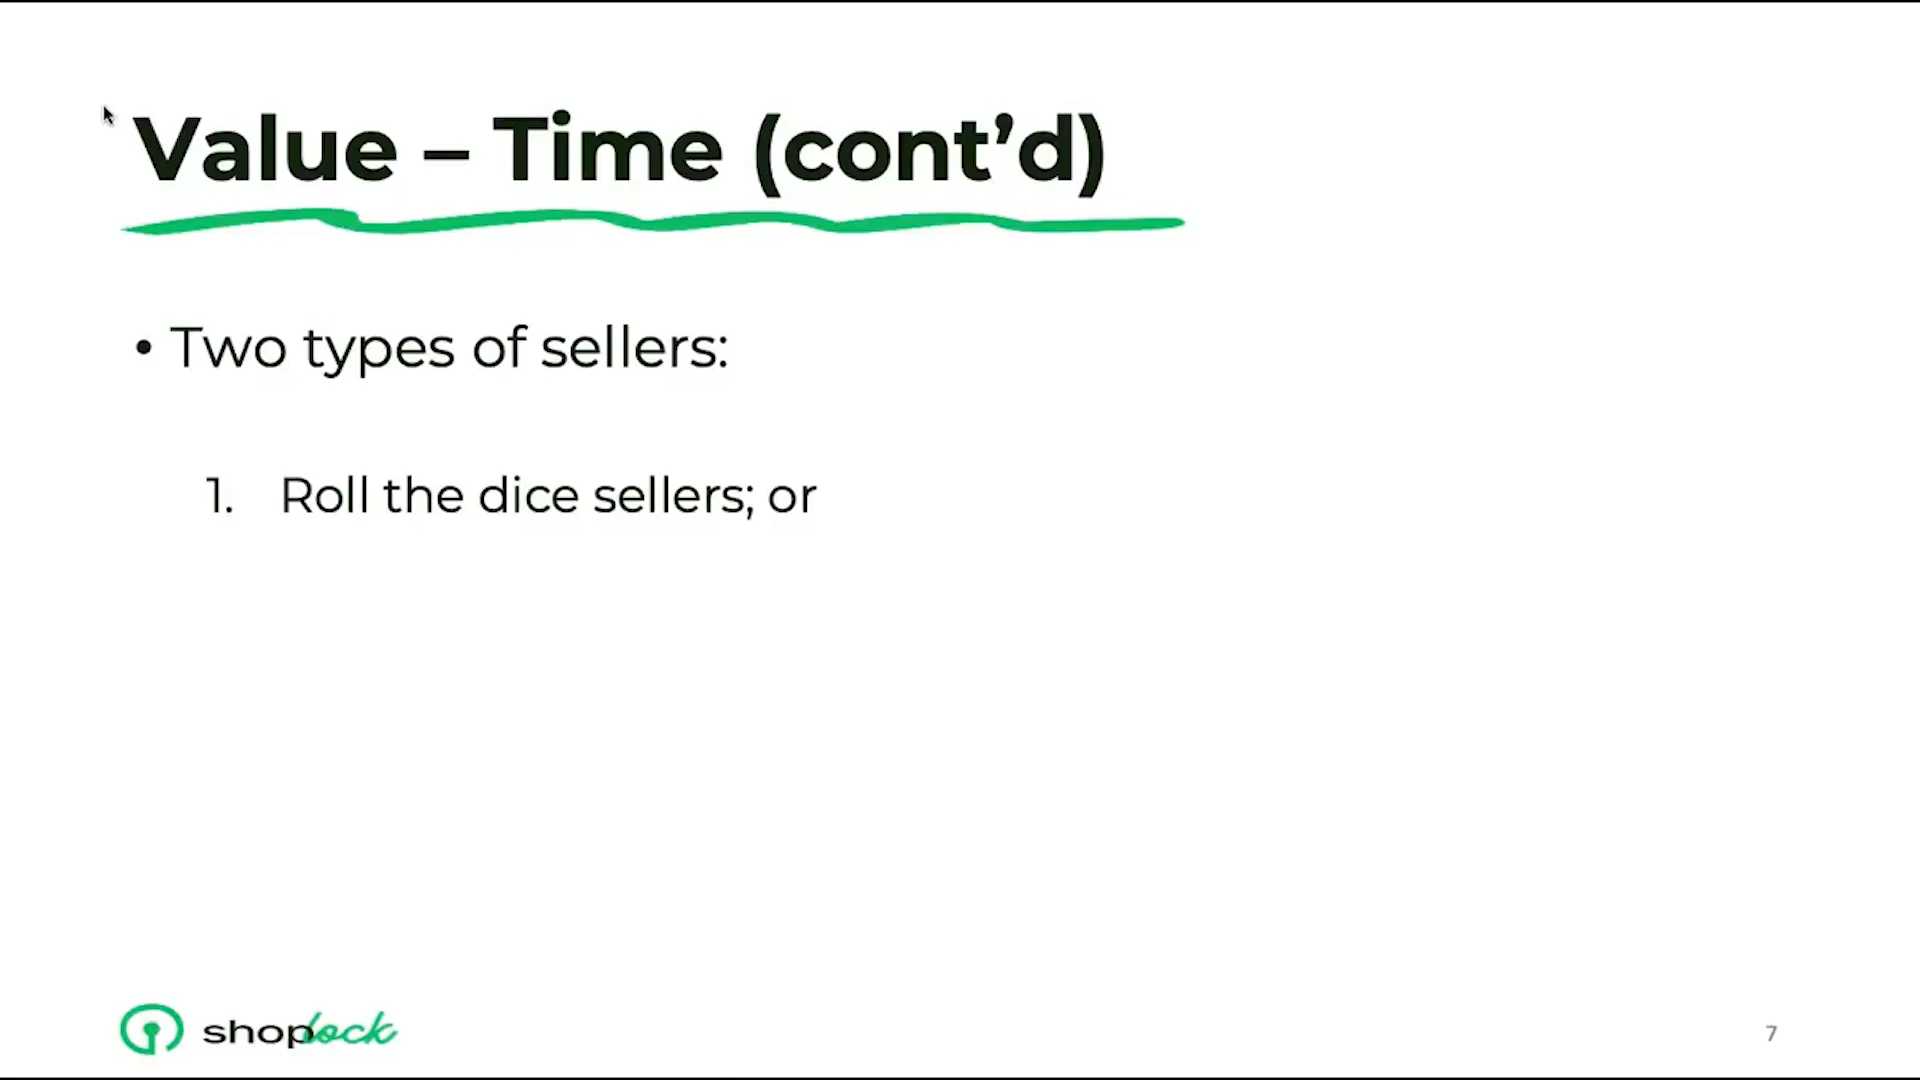 Value – Time (cont’d)
• Two types of sellers:
1. Roll the dice sellers; or
shoplock
7